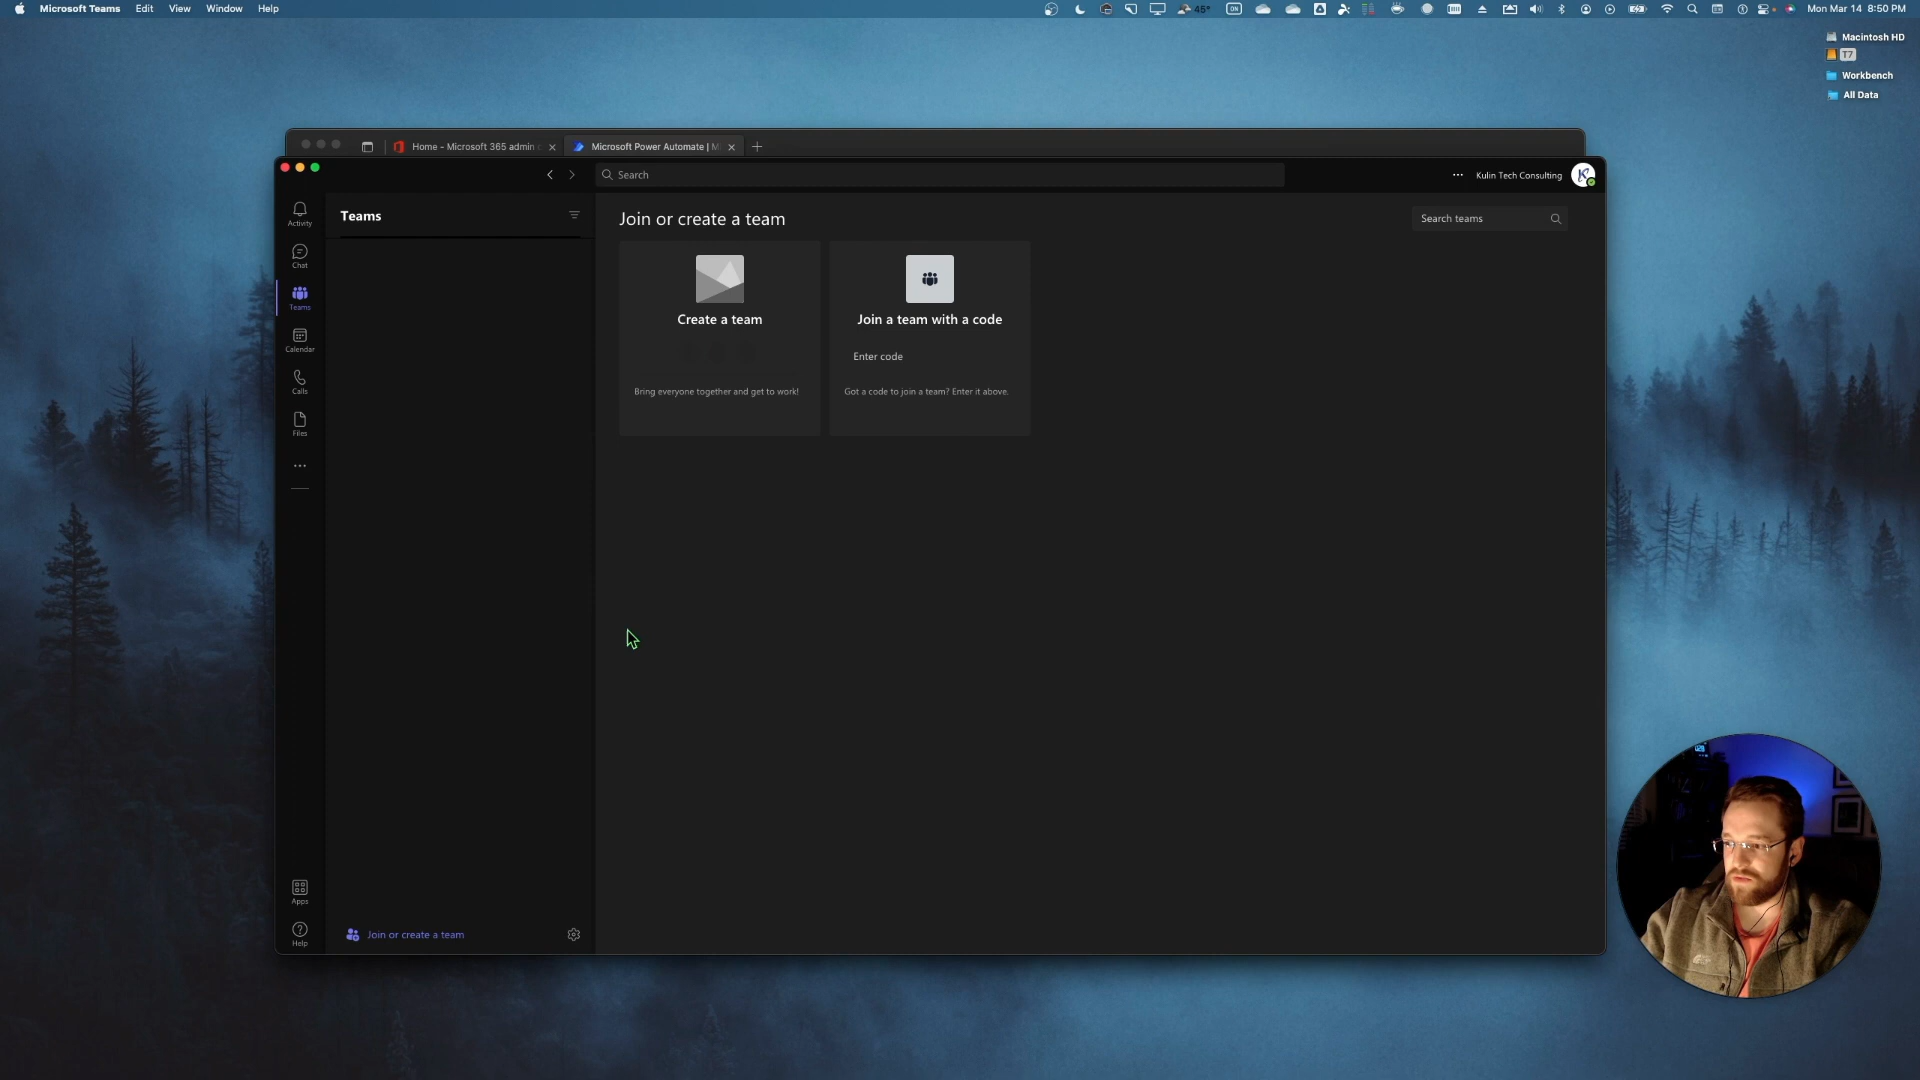 Microsoft Teams Edit View Window Help
45° Mon Mar 14 8:50 PM
Macintosh HD
T7
Workbench
All Data
Home - Microsoft 365 admin
Microsoft Power Automate | M
Search
Kulin Tech Consulting
Activity
Chat
Teams
Calendar
Calls
Files
Apps
Help
Teams
Join or create a team
Join or create a team
Search teams
Create a team
Bring everyone together and get to work!
Join a team with a code
Enter code
Got a code to join a team? Enter it above.